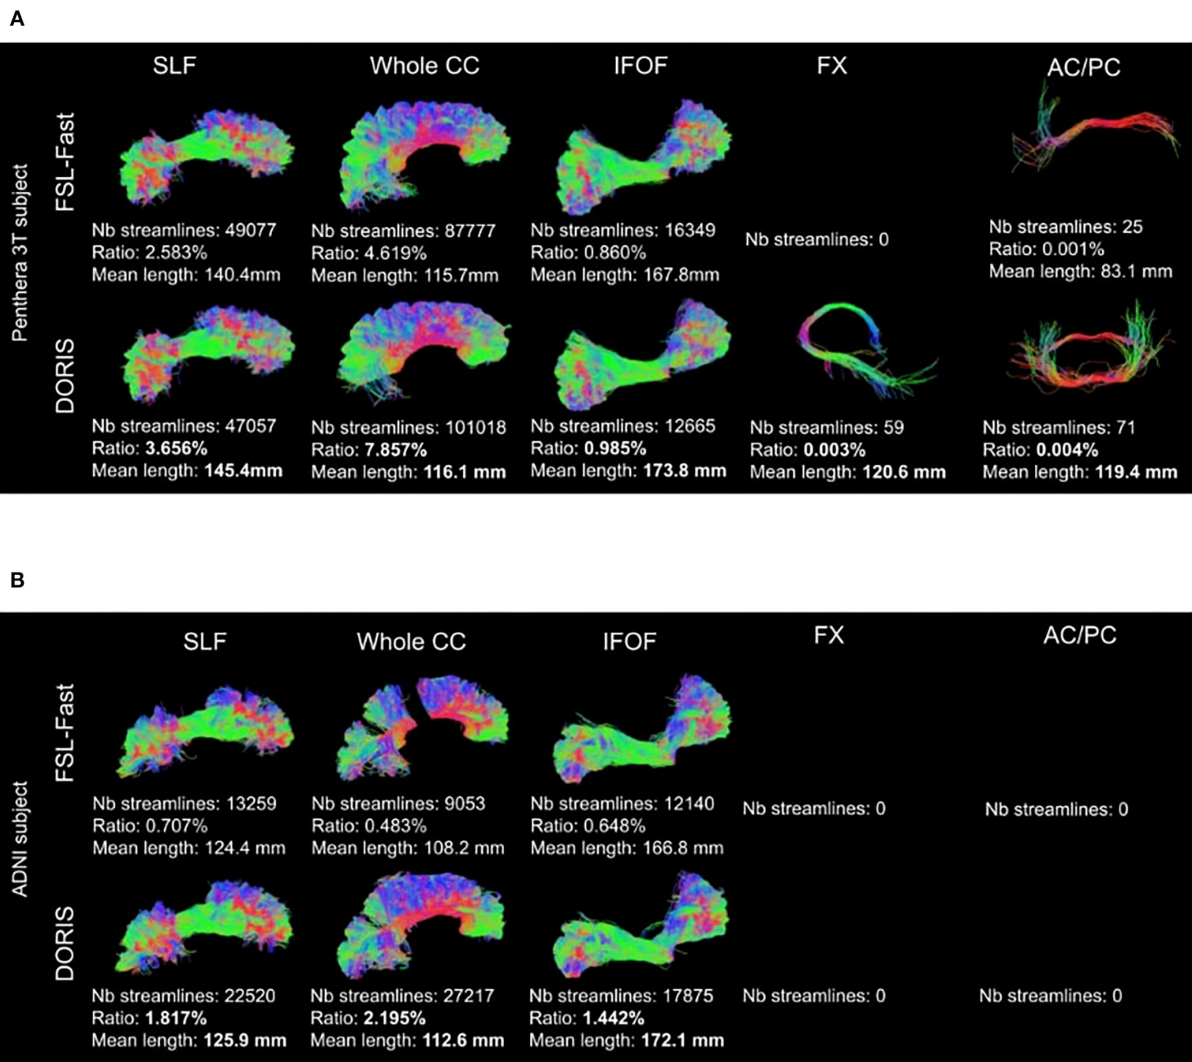 A
SLF
Whole CC
IFOF
FX
AC/PC
Penthera 3T subject
FSL-Fast
Nb streamlines: 49077
Ratio: 2.583%
Mean length: 140.4mm
Nb streamlines: 87777
Ratio: 4.619%
Mean length: 115.7mm
Nb streamlines: 16349
Ratio: 0.860%
Mean length: 167.8mm
Nb streamlines: 0
Nb streamlines: 25
Ratio: 0.001%
Mean length: 83.1 mm
DORIS
Nb streamlines: 47057
Ratio: 3.656%
Mean length: 145.4mm
Nb streamlines: 101018
Ratio: 7.857%
Mean length: 116.1 mm
Nb streamlines: 12665
Ratio: 0.985%
Mean length: 173.8 mm
Nb streamlines: 59
Ratio: 0.003%
Mean length: 120.6 mm
Nb streamlines: 71
Ratio: 0.004%
Mean length: 119.4 mm
B
SLF
Whole CC
IFOF
FX
AC/PC
ADNI subject
FSL-Fast
Nb streamlines: 13259
Ratio: 0.707%
Mean length: 124.4 mm
Nb streamlines: 9053
Ratio: 0.483%
Mean length: 108.2 mm
Nb streamlines: 12140
Ratio: 0.648%
Mean length: 166.8 mm
Nb streamlines: 0
Nb streamlines: 0
DORIS
Nb streamlines: 22520
Ratio: 1.817%
Mean length: 125.9 mm
Nb streamlines: 27217
Ratio: 2.195%
Mean length: 112.6 mm
Nb streamlines: 17875
Ratio: 1.442%
Mean length: 172.1 mm
Nb streamlines: 0
Nb streamlines: 0